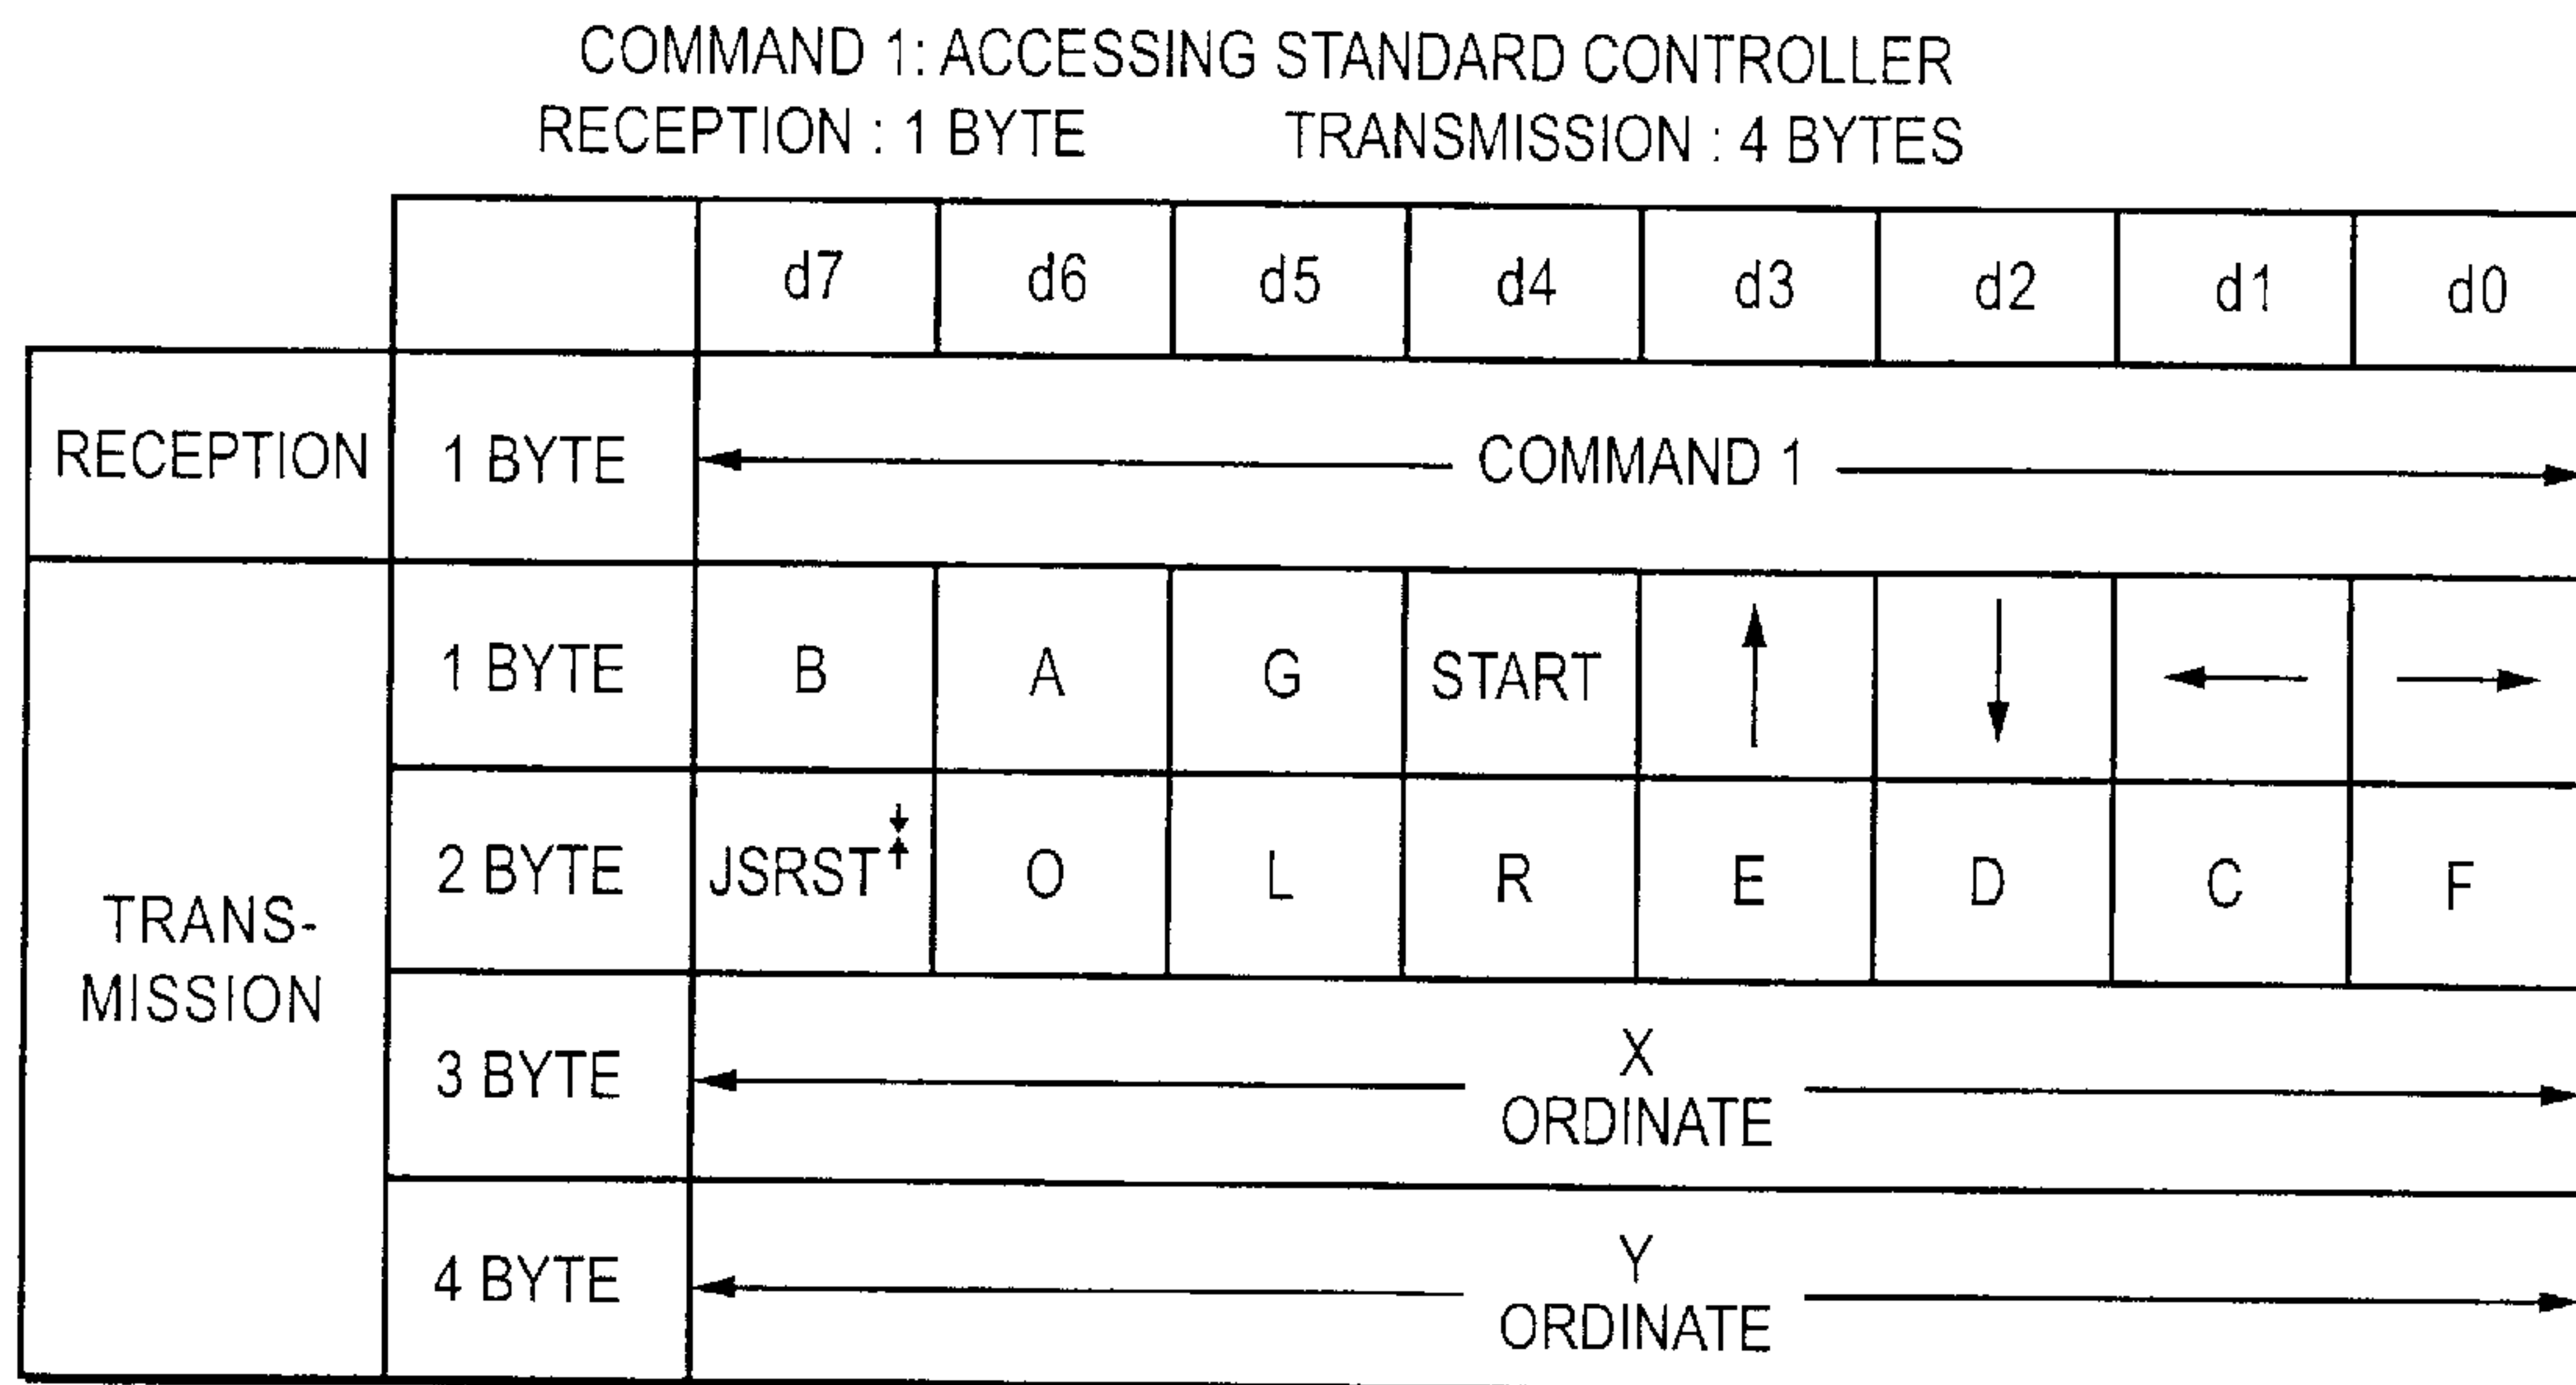 COMMAND 1: ACCESSING STANDARD CONTROLLER
RECEPTION : 1 BYTE TRANSMISSION : 4 BYTES
d7 d6 d5 d4 d3 d2 d1 d0
RECEPTION 1 BYTE COMMAND 1
1 BYTE B A G START ↑ ↓ ← →
2 BYTE JSRST O L R E D C F
TRANS-
MISSION
3 BYTE X
ORDINATE
4 BYTE Y
ORDINATE